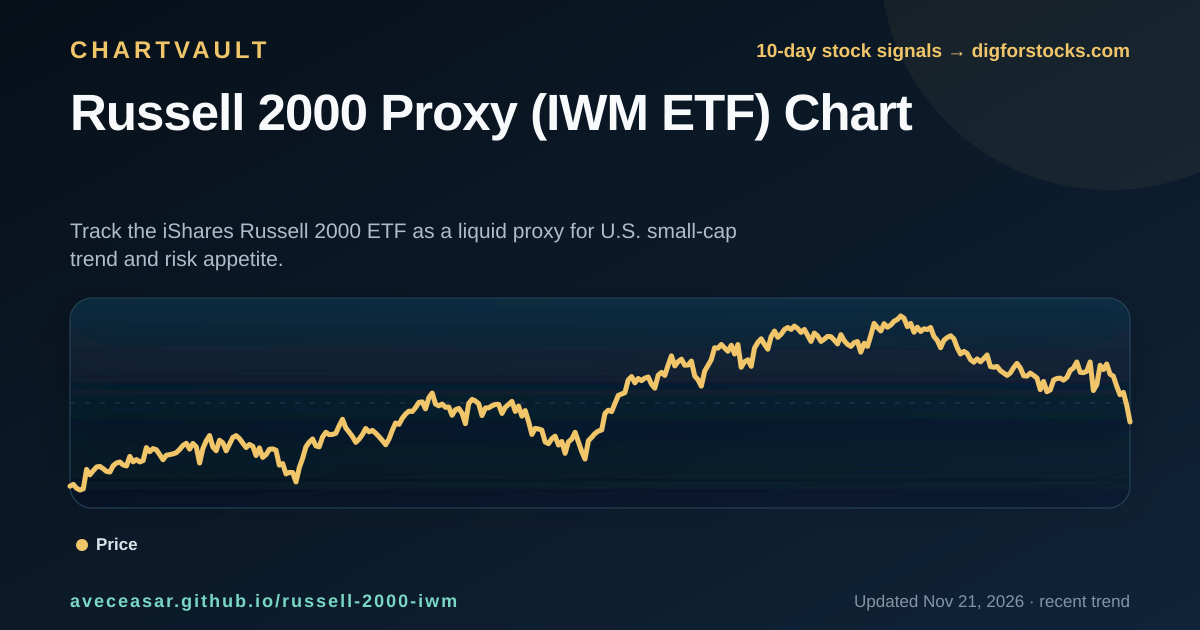 CHARTVAULT
10-day stock signals → digforstocks.com
Russell 2000 Proxy (IWM ETF) Chart
Track the iShares Russell 2000 ETF as a liquid proxy for U.S. small-cap
trend and risk appetite.
Price
aveceasar.github.io/russell-2000-iwm
Updated Nov 21, 2026 · recent trend